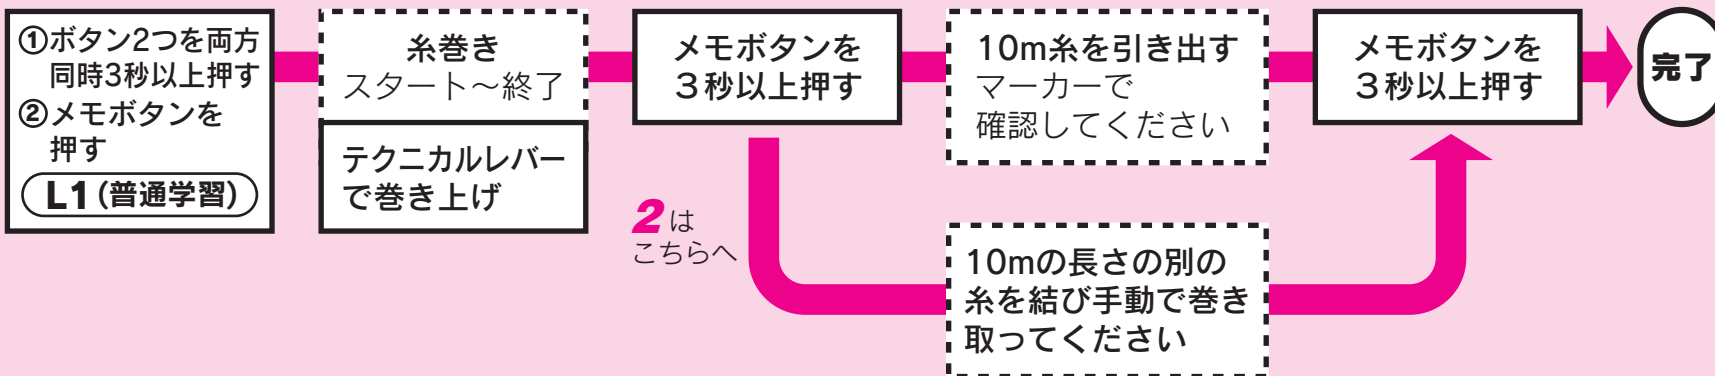 ①ボタン2つを両方
同時3秒以上押す
②メモボタンを
押す
L1(普通学習)
糸巻き
スタート～終了
テクニカルレバー
で巻き上げ
メモボタンを
3秒以上押す
10m糸を引き出す
マーカーで
確認してください
メモボタンを
3秒以上押す
完了
2は
こちらへ
10mの長さの別の
糸を結び手動で巻き
取ってください